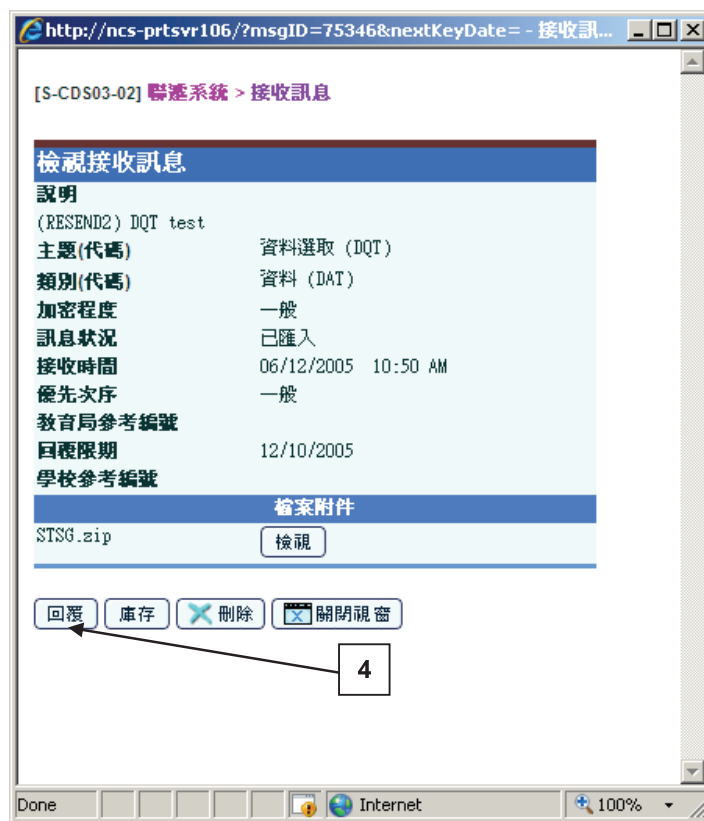 http://ncs-prtsvr106/?msgID=75346&nextKeyDate= - 接收訊...
[S-CDS03-02] 聯遞系統 > 接收訊息
檢視接收訊息
說明
(RESEND2) DQT test
主題(代碼) 資料選取 (DQT)
類別(代碼) 資料 (DAT)
加密程度 一般
訊息狀況 已匯入
接收時間 06/12/2005 10:50 AM
優先次序 一般
教育局參考編號
回覆限期 12/10/2005
學校參考編號
檔案附件
STSG.zip 檢視
回覆 庫存 刪除 關閉視窗
4
Done Internet 100%